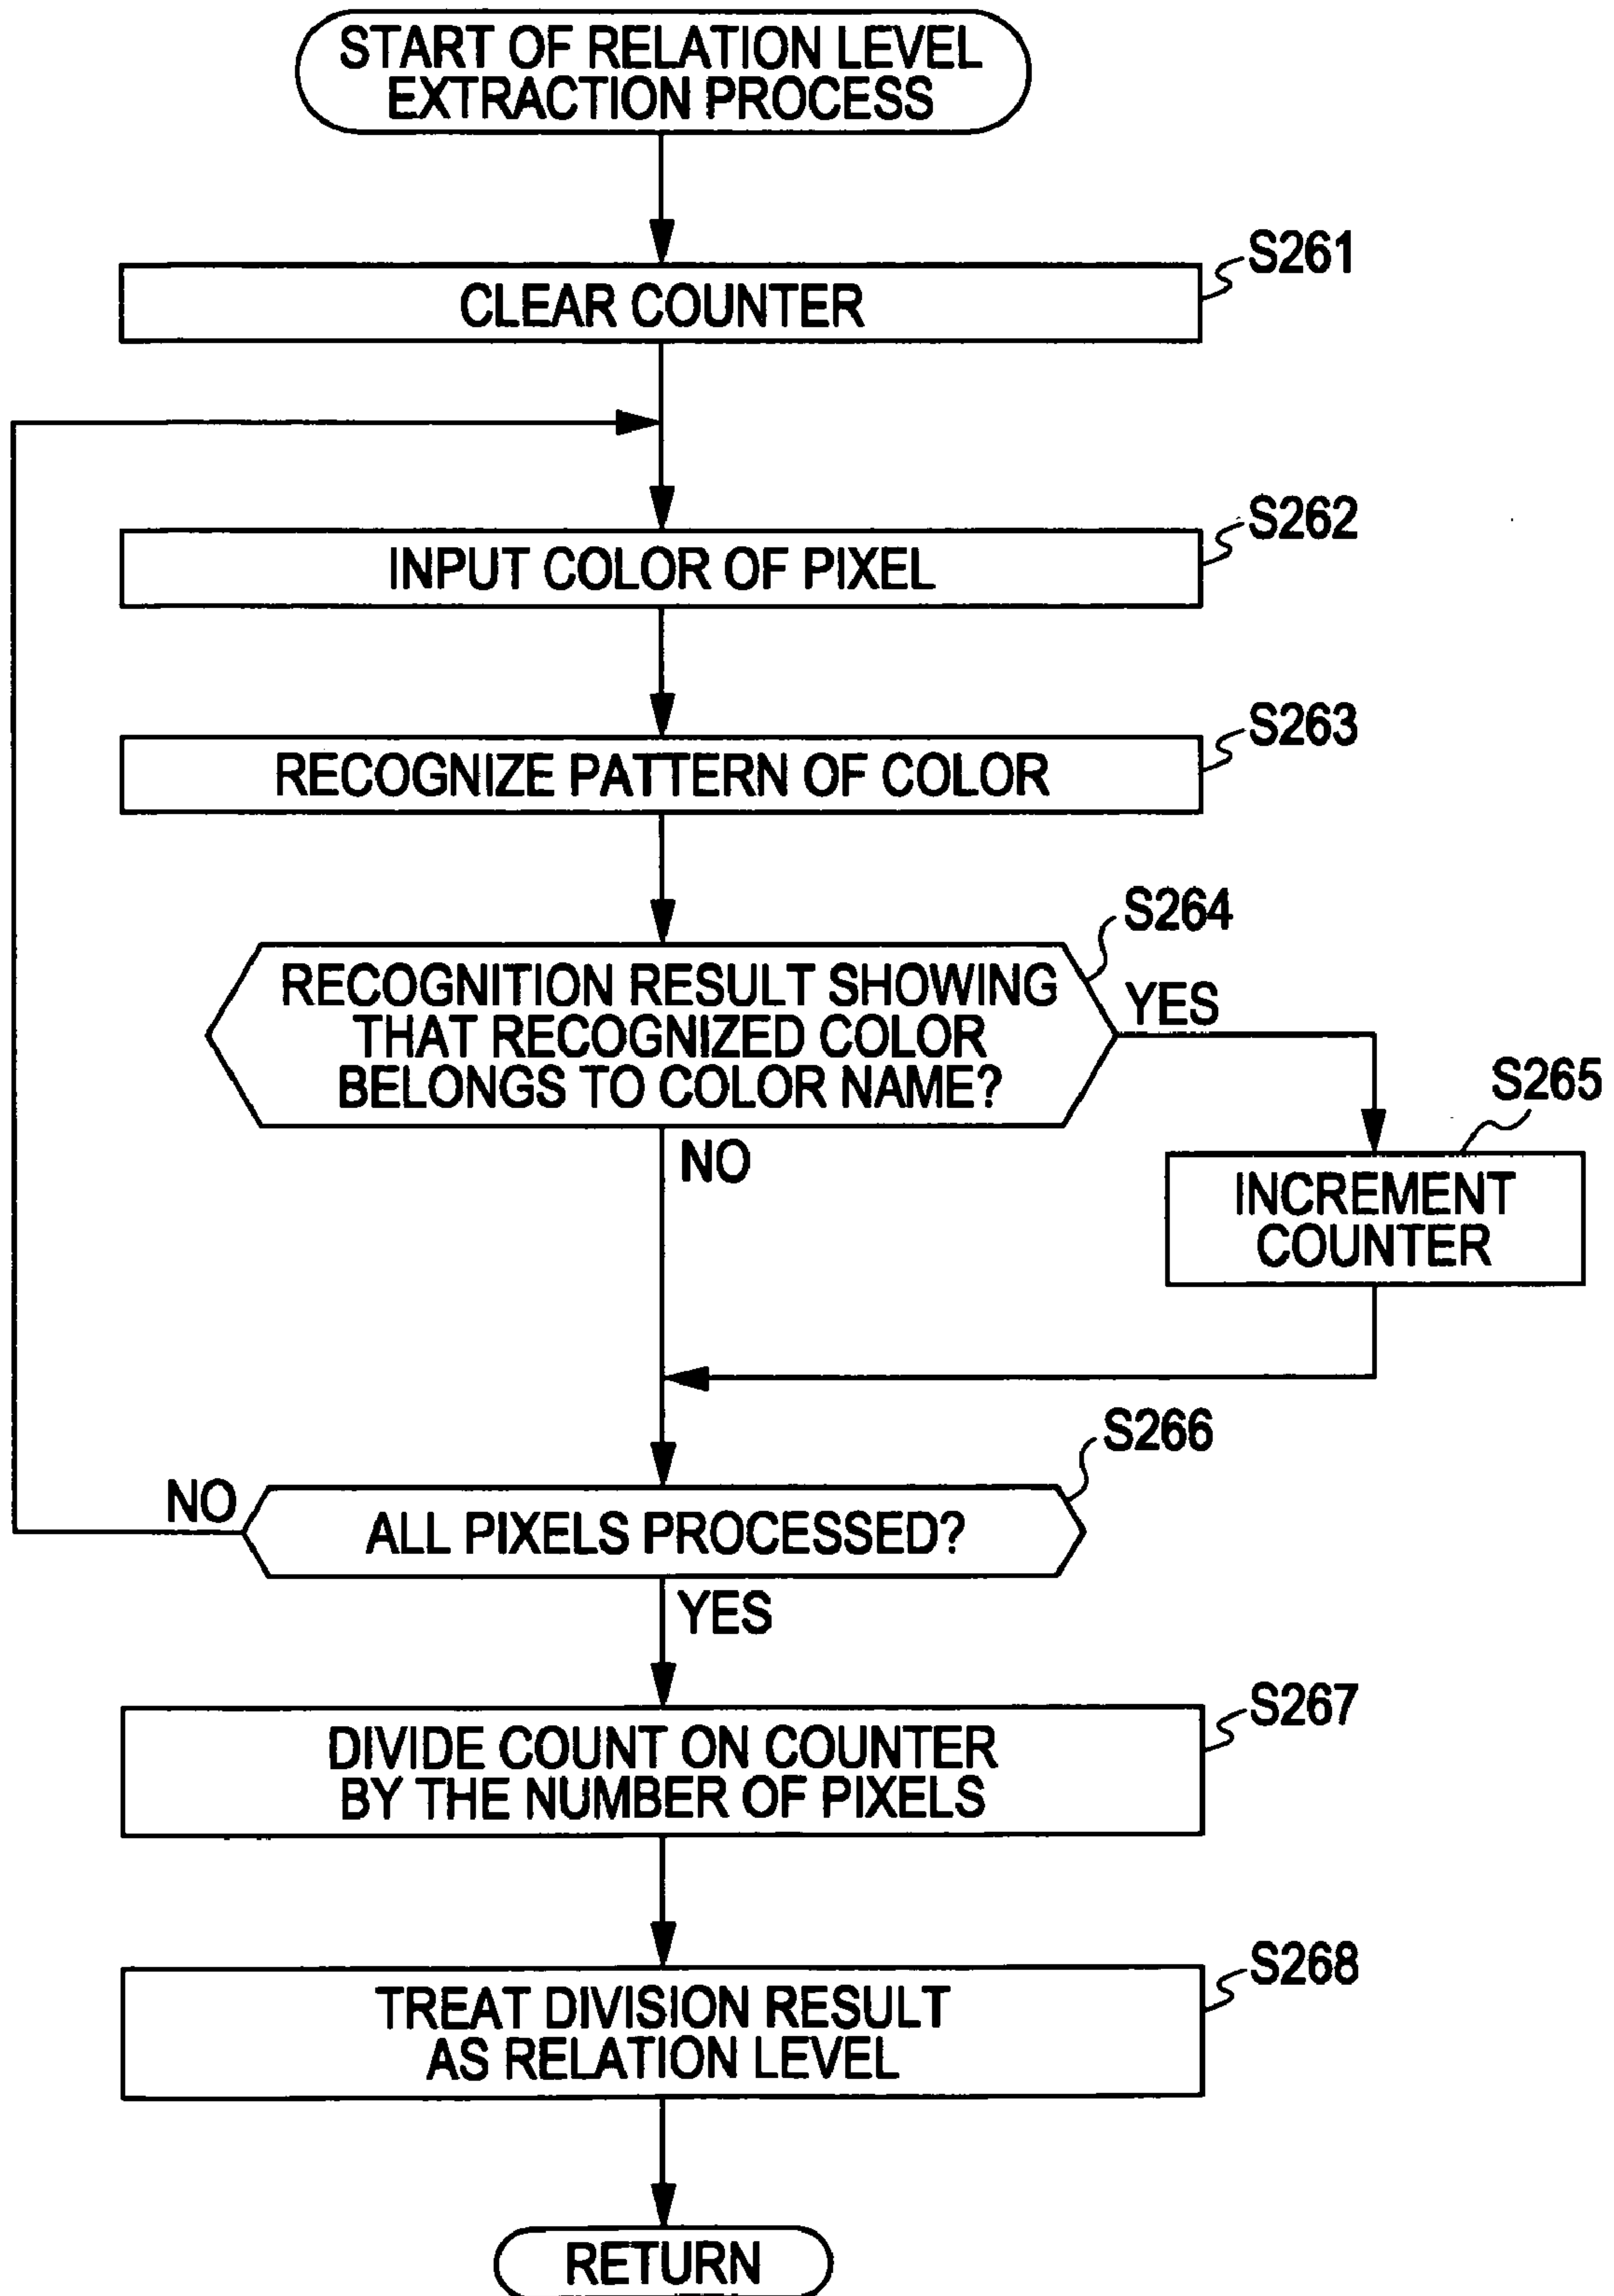 START OF RELATION LEVEL
EXTRACTION PROCESS
S261
CLEAR COUNTER
S262
INPUT COLOR OF PIXEL
S263
RECOGNIZE PATTERN OF COLOR
S264
RECOGNITION RESULT SHOWING
THAT RECOGNIZED COLOR
BELONGS TO COLOR NAME?
YES
NO
S265
INCREMENT
COUNTER
S266
NO
ALL PIXELS PROCESSED?
YES
S267
DIVIDE COUNT ON COUNTER
BY THE NUMBER OF PIXELS
S268
TREAT DIVISION RESULT
AS RELATION LEVEL
RETURN